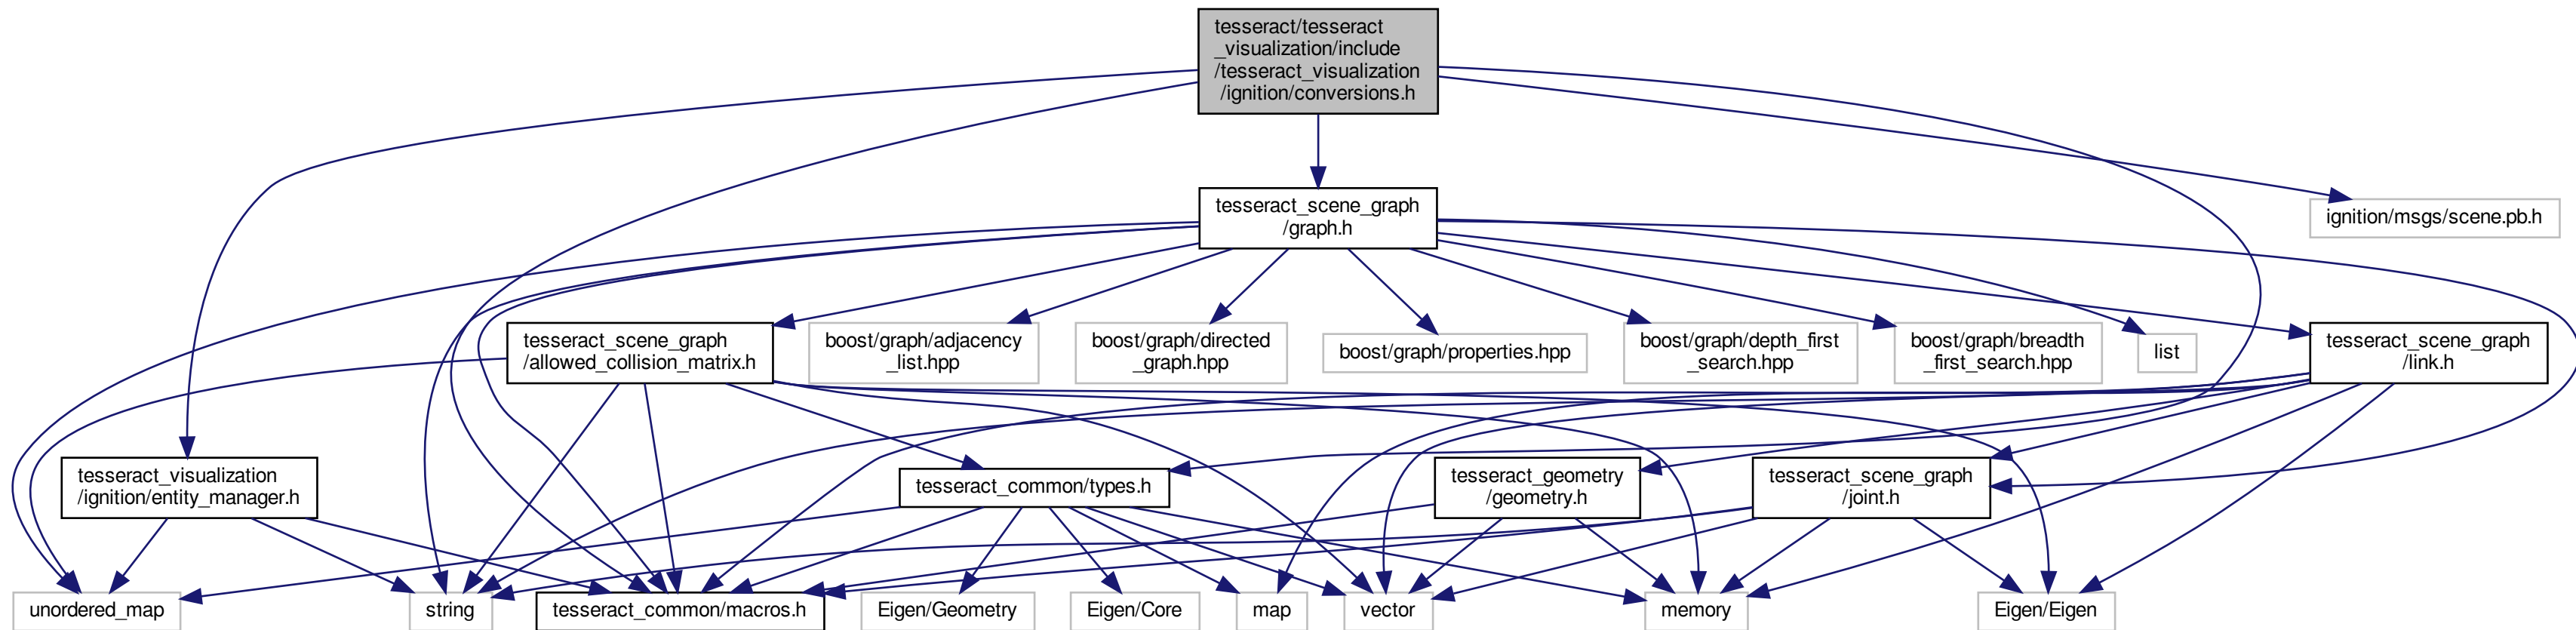 tesseract/tesseract
_visualization/include
/tesseract_visualization
/ignition/conversions.h
tesseract_scene_graph
/graph.h
ignition/msgs/scene.pb.h
tesseract_scene_graph
/allowed_collision_matrix.h
boost/graph/adjacency
_list.hpp
boost/graph/directed
_graph.hpp
boost/graph/properties.hpp
boost/graph/depth_first
_search.hpp
boost/graph/breadth
_first_search.hpp
list
tesseract_scene_graph
/link.h
tesseract_visualization
/ignition/entity_manager.h
tesseract_common/types.h
tesseract_geometry
/geometry.h
tesseract_scene_graph
/joint.h
unordered_map
string
tesseract_common/macros.h
Eigen/Geometry
Eigen/Core
map
vector
memory
Eigen/Eigen